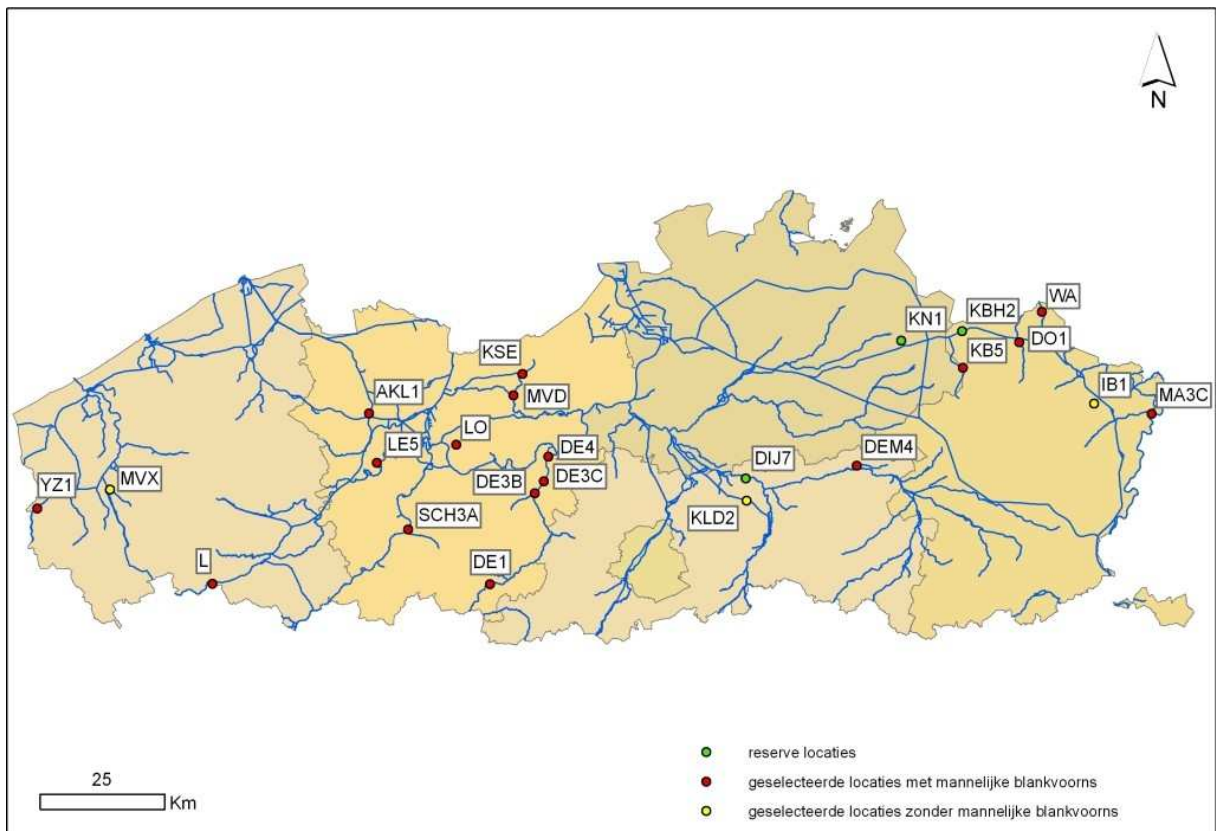 N
WA
KBH2
KN1
DO1
KSE
KB5
AKL1
MVD
IB1
MA3C
LO
LE5
DE4
DIJ7
DEM4
MVX
YZ1
DE3B
DE3C
KLD2
SCH3A
L
DE1
reserve locaties
25
geselecteerde locaties met mannelijke blankvoorns
Km
geselecteerde locaties zonder mannelijke blankvoorns